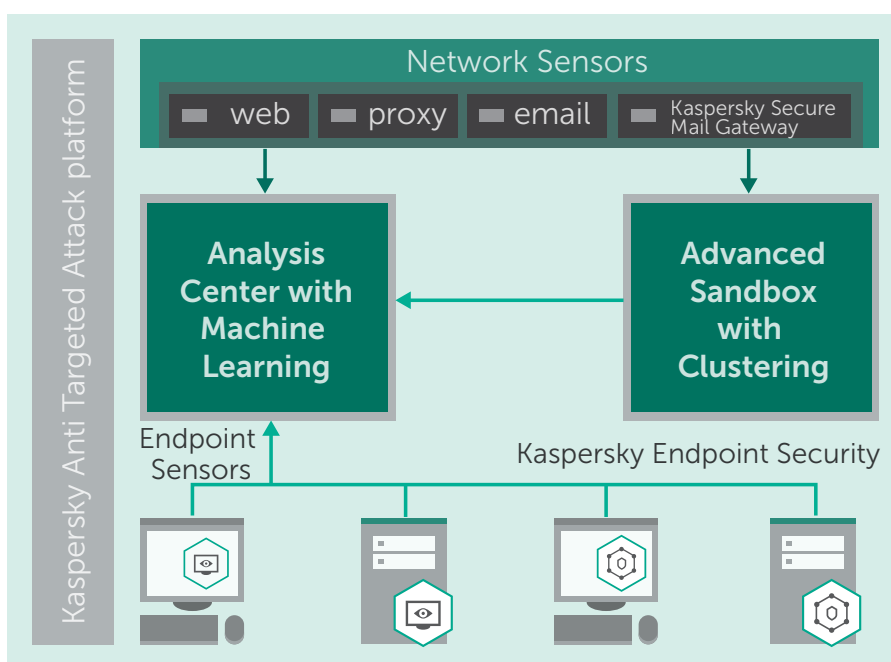 Kaspersky Anti Targeted Attack platform
Network Sensors
web
proxy
email
Kaspersky Secure
Mail Gateway
Analysis
Center with
Machine
Learning
Advanced
Sandbox
with
Clustering
Endpoint
Sensors
Kaspersky Endpoint Security